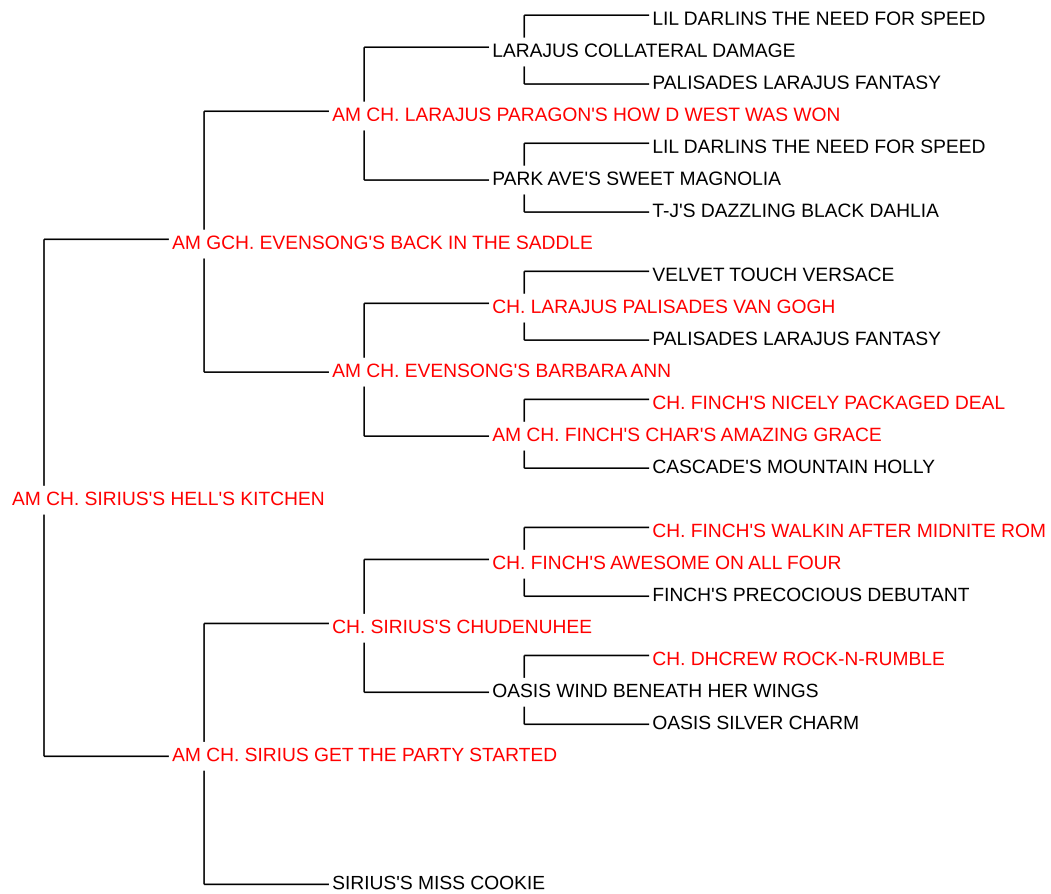 LIL DARLINS THE NEED FOR SPEED
LARAJUS COLLATERAL DAMAGE
PALISADES LARAJUS FANTASY
AM CH. LARAJUS PARAGON'S HOW D WEST WAS WON
LIL DARLINS THE NEED FOR SPEED
PARK AVE'S SWEET MAGNOLIA
T-J'S DAZZLING BLACK DAHLIA
AM GCH. EVENSONG'S BACK IN THE SADDLE
VELVET TOUCH VERSACE
CH. LARAJUS PALISADES VAN GOGH
PALISADES LARAJUS FANTASY
AM CH. EVENSONG'S BARBARA ANN
CH. FINCH'S NICELY PACKAGED DEAL
AM CH. FINCH'S CHAR'S AMAZING GRACE
CASCADE'S MOUNTAIN HOLLY
AM CH. SIRIUS'S HELL'S KITCHEN
CH. FINCH'S WALKIN AFTER MIDNITE ROM
CH. FINCH'S AWESOME ON ALL FOUR
FINCH'S PRECOCIOUS DEBUTANT
CH. SIRIUS'S CHUDENUHEE
CH. DHCREW ROCK-N-RUMBLE
OASIS WIND BENEATH HER WINGS
OASIS SILVER CHARM
AM CH. SIRIUS GET THE PARTY STARTED
SIRIUS'S MISS COOKIE